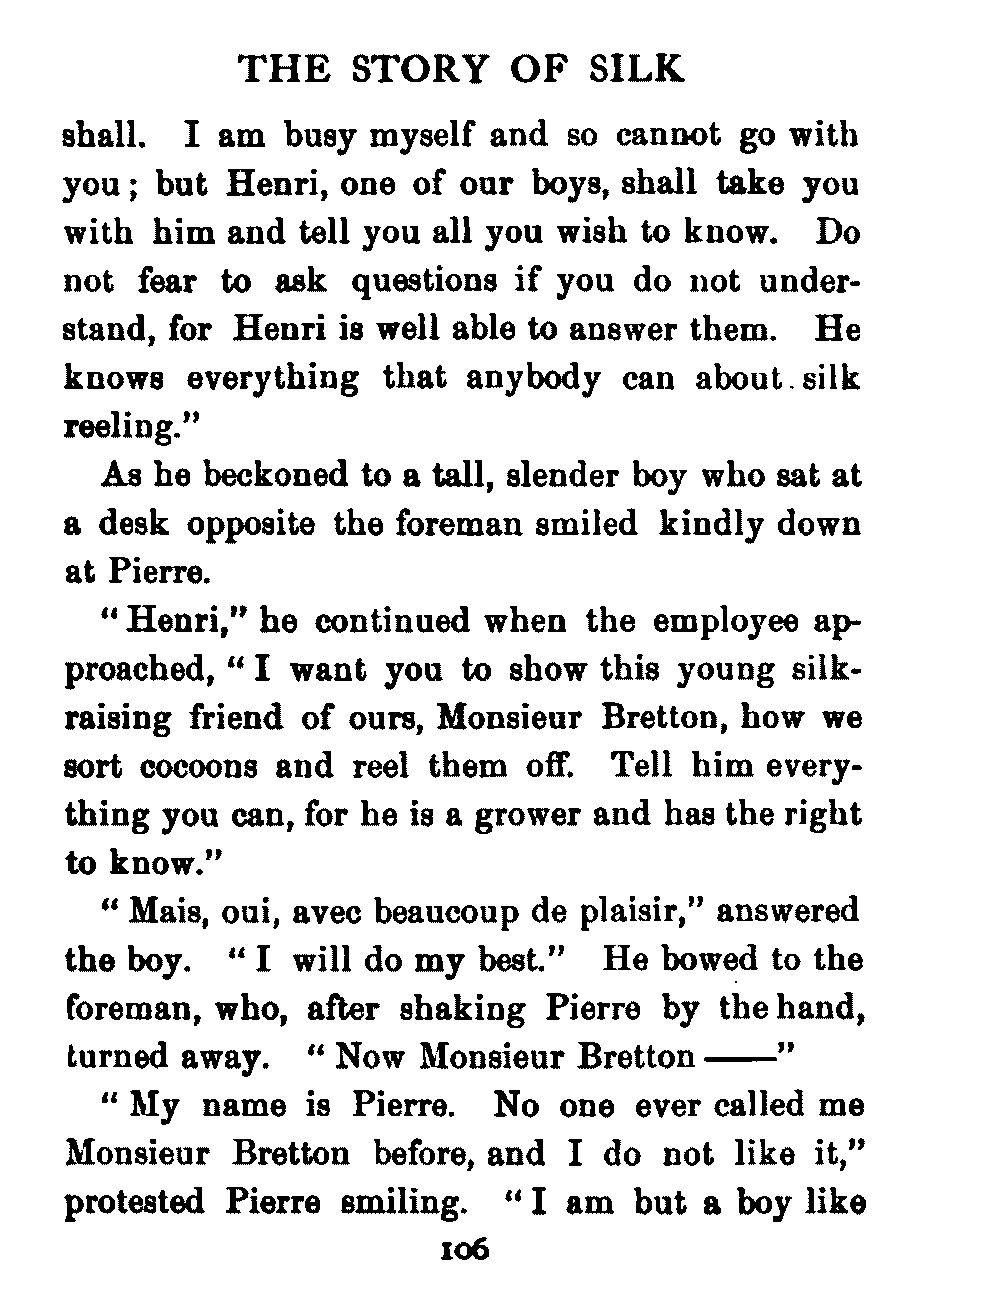 THE STORY OF SILK
shall. I am busy myself and so cannot go with
you; but Henri, one of our boys, shall take you
with him and tell you all you wish to know. Do
not fear to ask questions if you do not under-
stand, for Henri is well able to answer them. He
knows everything that anybody can about silk
reeling."
As he beckoned to a tall, slender boy who sat at
a desk opposite the foreman smiled kindly down
at Pierre.
"Henri," he continued when the employee ap-
proached, "I want you to show this young silk-
raising friend of ours, Monsieur Bretton, how we
sort cocoons and reel them off. Tell him every-
thing you can, for he is a grower and has the right
to know."
"Mais, oui, avec beaucoup de plaisir," answered
the boy. "I will do my best." He bowed to the
foreman, who, after shaking Pierre by the hand,
turned away. "Now Monsieur Bretton ——"
"My name is Pierre. No one ever called me
Monsieur Bretton before, and I do not like it,"
protested Pierre smiling. "I am but a boy like
106